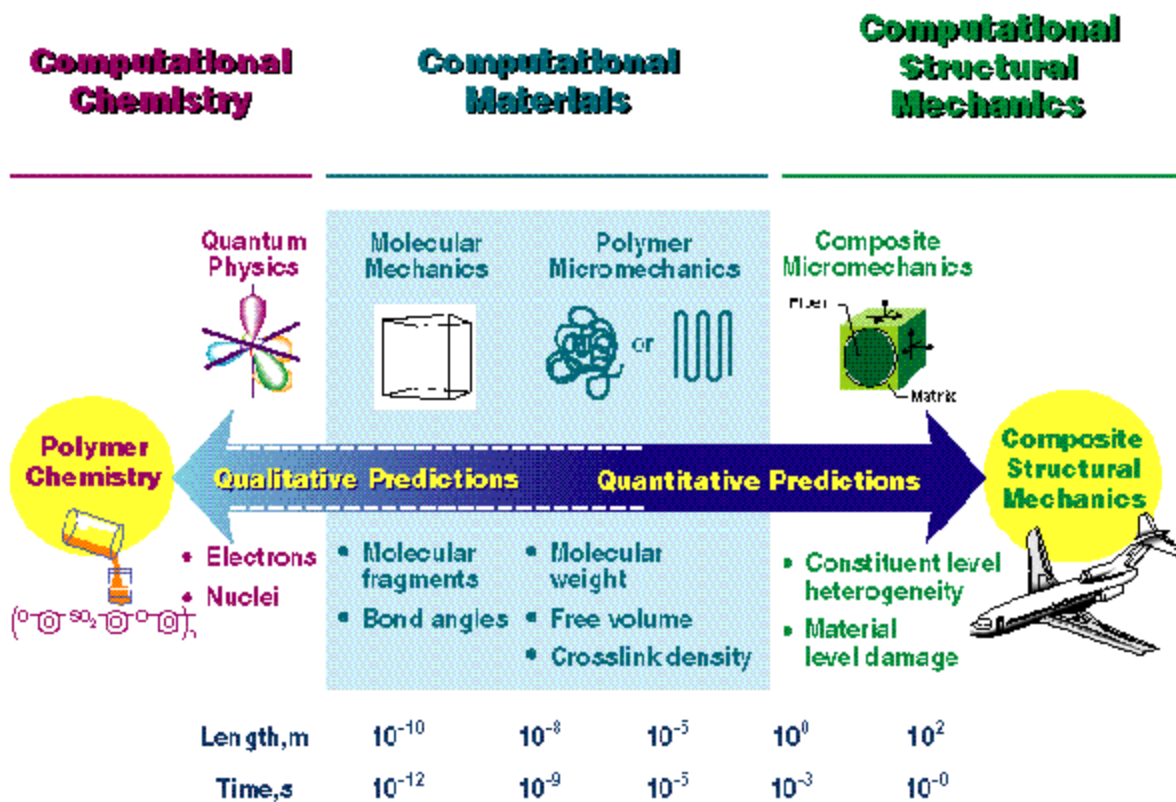 Computational
Chemistry
Computational
Materials
Computational
Structural
Mechanics
Quantum
Physics
Molecular
Mechanics
Polymer
Micromechanics
Composite
Micromechanics
or
Fiber
Matrix
Polymer
Chemistry
Qualitative Predictions
Quantitative Predictions
Composite
Structural
Mechanics
• Electrons
• Nuclei
• Molecular
fragments
• Bond angles
• Molecular
weight
• Free volume
• Crosslink density
• Constituent level
heterogeneity
• Material
level damage
(O SO₂ O)ₙ
Length,m 10⁻¹⁰ 10⁻⁸ 10⁻⁵ 10⁰ 10²
Time,s 10⁻¹² 10⁻⁹ 10⁻⁵ 10⁻³ 10⁻⁰